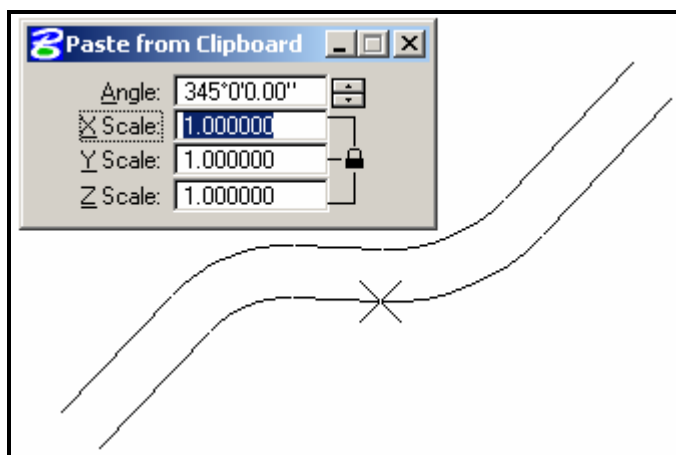 Paste from Clipboard
Angle: 345°0'0.00"
X Scale: 1.000000
Y Scale: 1.000000
Z Scale: 1.000000